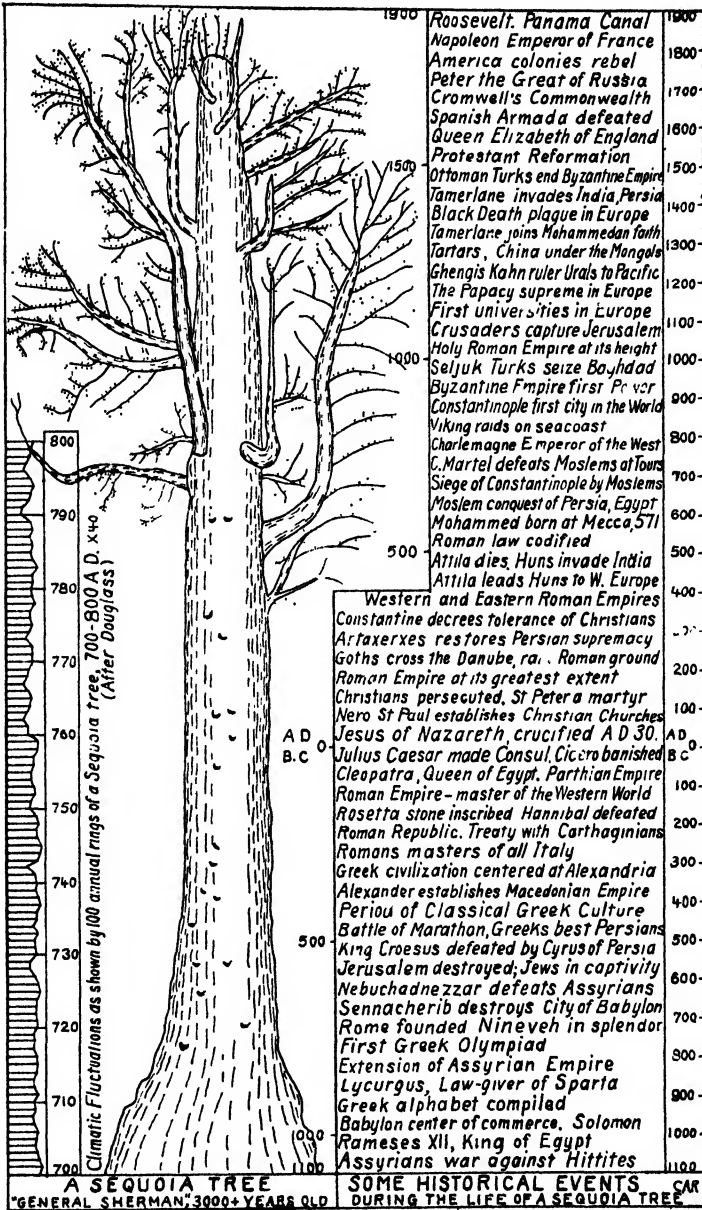 1900
1500
1000
500
A D
0
B.C
500
1000
1100
Roosevelt. Panama Canal
Napoleon Emperor of France
America colonies rebel
Peter the Great of Russia
Cromwell's Commonwealth
Spanish Armada defeated
Queen Elizabeth of England
Protestant Reformation
Ottoman Turks end Byzantine Empire
Tamerlane invades India, Persia
Black Death plague in Europe
Tamerlane joins Mohammedan faith
Tartars, China under the Mongols
Ghengis Kahn ruler Urals to Pacific
The Papacy supreme in Europe
First universities in Europe
Crusaders capture Jerusalem
Holy Roman Empire at its height
Seljuk Turks seize Baghdad
Byzantine Empire first Power
Constantinople first city in the World
Viking raids on seacoast
Charlemagne Emperor of the West
C. Martel defeats Moslems at Tours
Siege of Constantinople by Moslems
Moslem conquest of Persia, Egypt
Mohammed born at Mecca, 571
Roman law codified
Attila dies, Huns invade India
Attila leads Huns to W. Europe
Western and Eastern Roman Empires
Constantine decrees tolerance of Christians
Artaxerxes restores Persian supremacy
Goths cross the Danube, Roman ground
Roman Empire at its greatest extent
Christians persecuted, St Peter a martyr
Nero St Paul establishes Christian Churches
Jesus of Nazareth, crucified A D 30.
Julius Caesar made Consul, Cicero banished
Cleopatra, Queen of Egypt. Parthian Empire
Roman Empire - master of the Western World
Rosetta stone inscribed Hannibal defeated
Roman Republic. Treaty with Carthaginians
Romans masters of all Italy
Greek civilization centered at Alexandria
Alexander establishes Macedonian Empire
Period of Classical Greek Culture
Battle of Marathon, Greeks best Persians
King Croesus defeated by Cyrus of Persia
Jerusalem destroyed; Jews in captivity
Nebuchadnezzar defeats Assyrians
Sennacherib destroys City of Babylon
Rome founded Nineveh in splendor
First Greek Olympiad
Extension of Assyrian Empire
Lycurgus, Law-giver of Sparta
Greek alphabet compiled
Babylon center of commerce. Solomon
Rameses XII, King of Egypt
Assyrians war against Hittites
1900
1800
1700
1600
1500
1400
1300
1200
1100
1000
900
800
700
600
500
400
200
100
AD
0
B C
100
200
300
400
500
600
700
800
900
1000
1100
800
790
780
770
760
750
740
730
720
710
700
Climatic Fluctuations as shown by 100 annual rings of a Sequoia tree, 700-800 A D. x40
(After Douglass)
A SEQUOIA TREE
"GENERAL SHERMAN", 3000+ YEARS OLD
SOME HISTORICAL EVENTS
DURING THE LIFE OF A SEQUOIA TREE
CAR